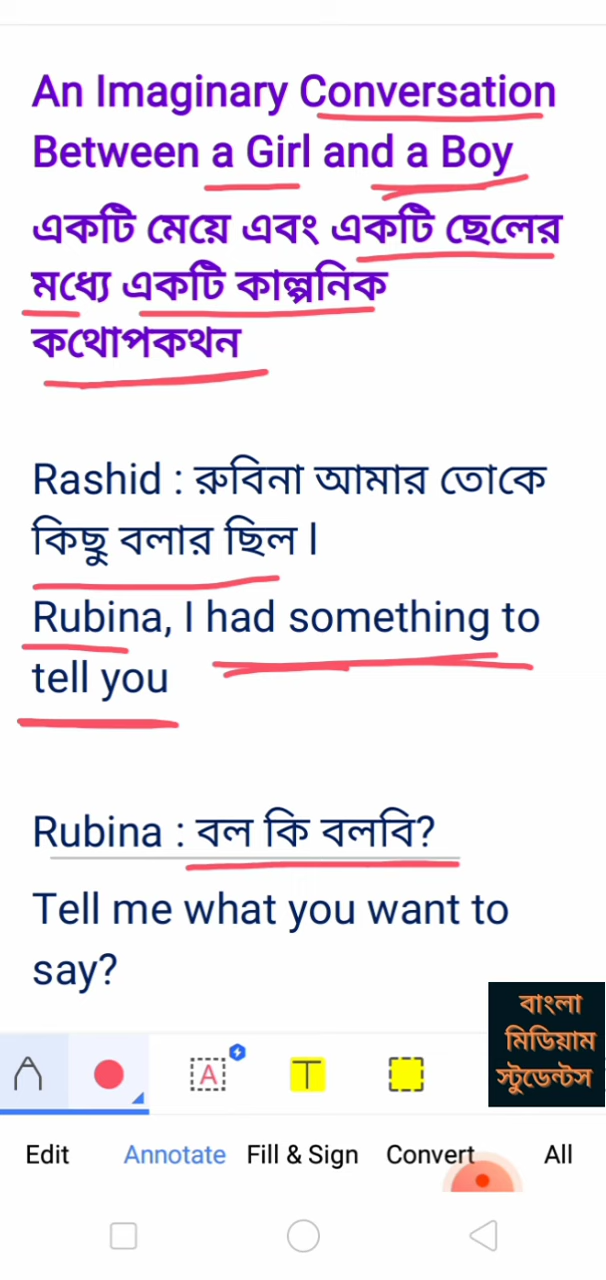 An Imaginary Conversation
Between a Girl and a Boy
একটি মেয়ে এবং একটি ছেলের
মধ্যে একটি কাল্পনিক
কথোপকথন
Rashid : রুবিনা আমার তোকে
কিছু বলার ছিল l
Rubina, I had something to
tell you
Rubina : বল কি বলবি?
Tell me what you want to
say?
বাংলা
মিডিয়াম
স্টুডেন্টস
A
T
Edit Annotate Fill & Sign Convert All